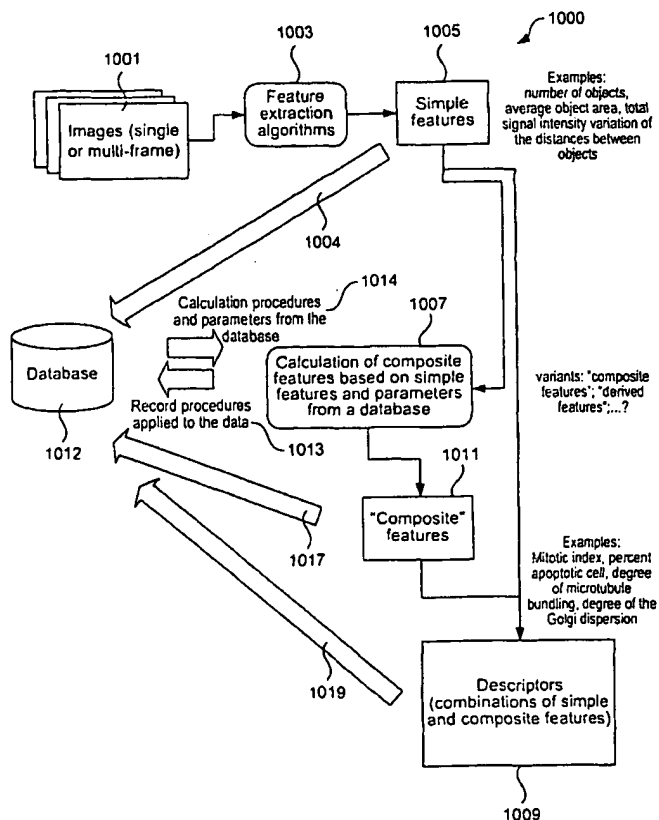 1000
1003
1005
1001
Images (single
or multi-frame)
Feature
extraction
algorithms
Simple
features
Examples:
number of objects,
average object area, total
signal intensity variation of
the distances between
objects
1004
1014
Calculation procedures
and parameters from the
database
1007
Database
Calculation of composite
features based on simple
features and parameters
from a database
variants: "composite
features"; "derived
features";...?
1012
Record procedures
applied to the data
1013
1011
"Composite"
features
1017
Examples:
Mitotic index, percent
apoptotic cell, degree
of microtubule
bundling, degree of the
Golgi dispersion
1019
Descriptors
(combinations of simple
and composite features)
1009